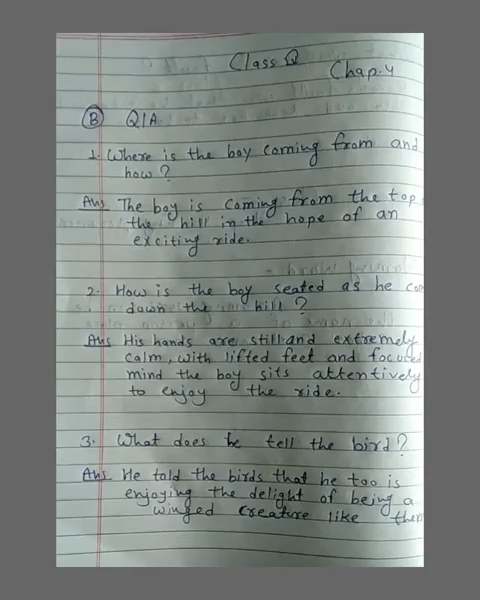 Class Q
Chap. 4
B Q1A
1. Where is the boy coming from and
how?
Ans The boy is coming from the top
the hill in the hope of an
exciting ride.
2. How is the boy seated as he
down the hill?
Ans His hands are still and extremely
calm, with lifted feet and focused
mind the boy sits attentively
to enjoy the ride.
3. What does he tell the bird?
Ans He told the birds that he too is
enjoying the delight of being a
winged creature like them